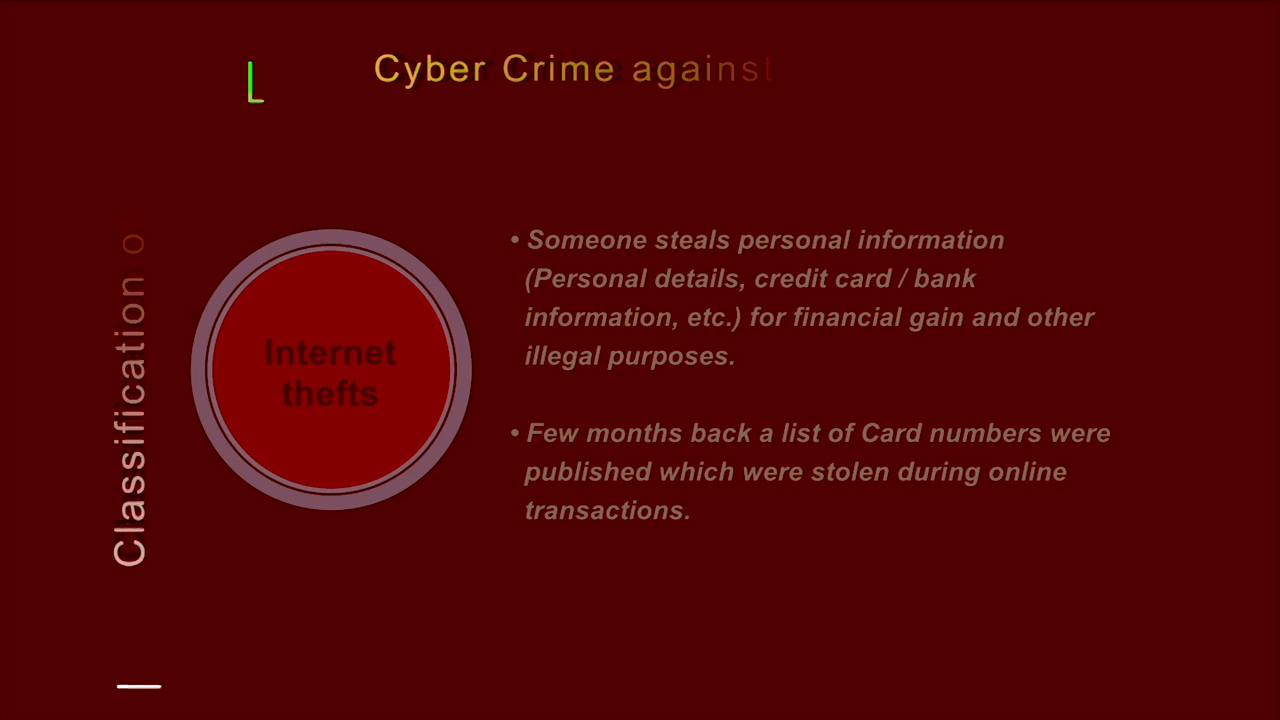 Cyber Crime against
Classification of
Internet
thefts
• Someone steals personal information
(Personal details, credit card / bank
information, etc.) for financial gain and other
illegal purposes.
• Few months back a list of Card numbers were
published which were stolen during online
transactions.